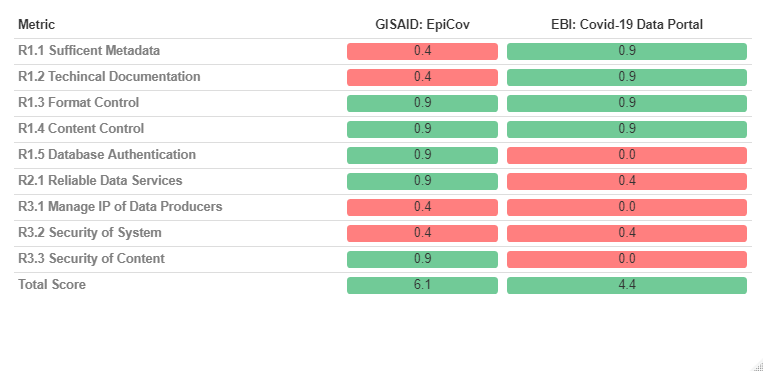 Metric GISAID: EpiCov EBI: Covid-19 Data Portal
R1.1 Sufficent Metadata 0.4 0.9
R1.2 Techincal Documentation 0.4 0.9
R1.3 Format Control 0.9 0.9
R1.4 Content Control 0.9 0.9
R1.5 Database Authentication 0.9 0.0
R2.1 Reliable Data Services 0.9 0.4
R3.1 Manage IP of Data Producers 0.4 0.0
R3.2 Security of System 0.4 0.4
R3.3 Security of Content 0.9 0.0
Total Score 6.1 4.4